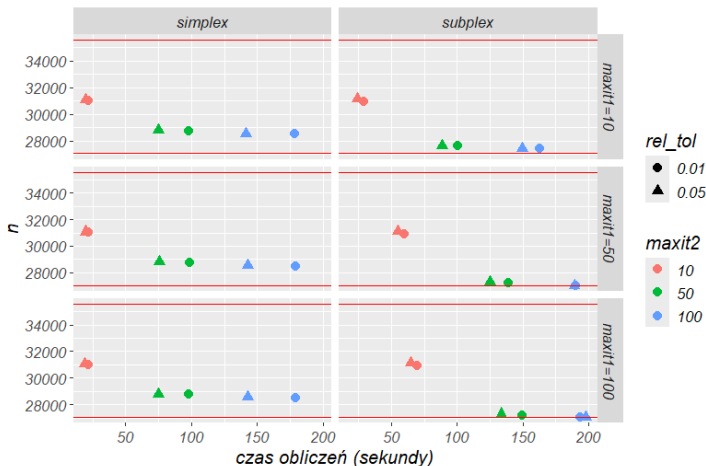 simplex subplex
34000
32000
30000
28000
maxit1=10
34000
32000
30000
28000
maxit1=50
34000
32000
30000
28000
maxit1=100
n
50 100 150 200 50 100 150 200
czas obliczeń (sekundy)
rel_tol
0.01
0.05
maxit2
10
50
100